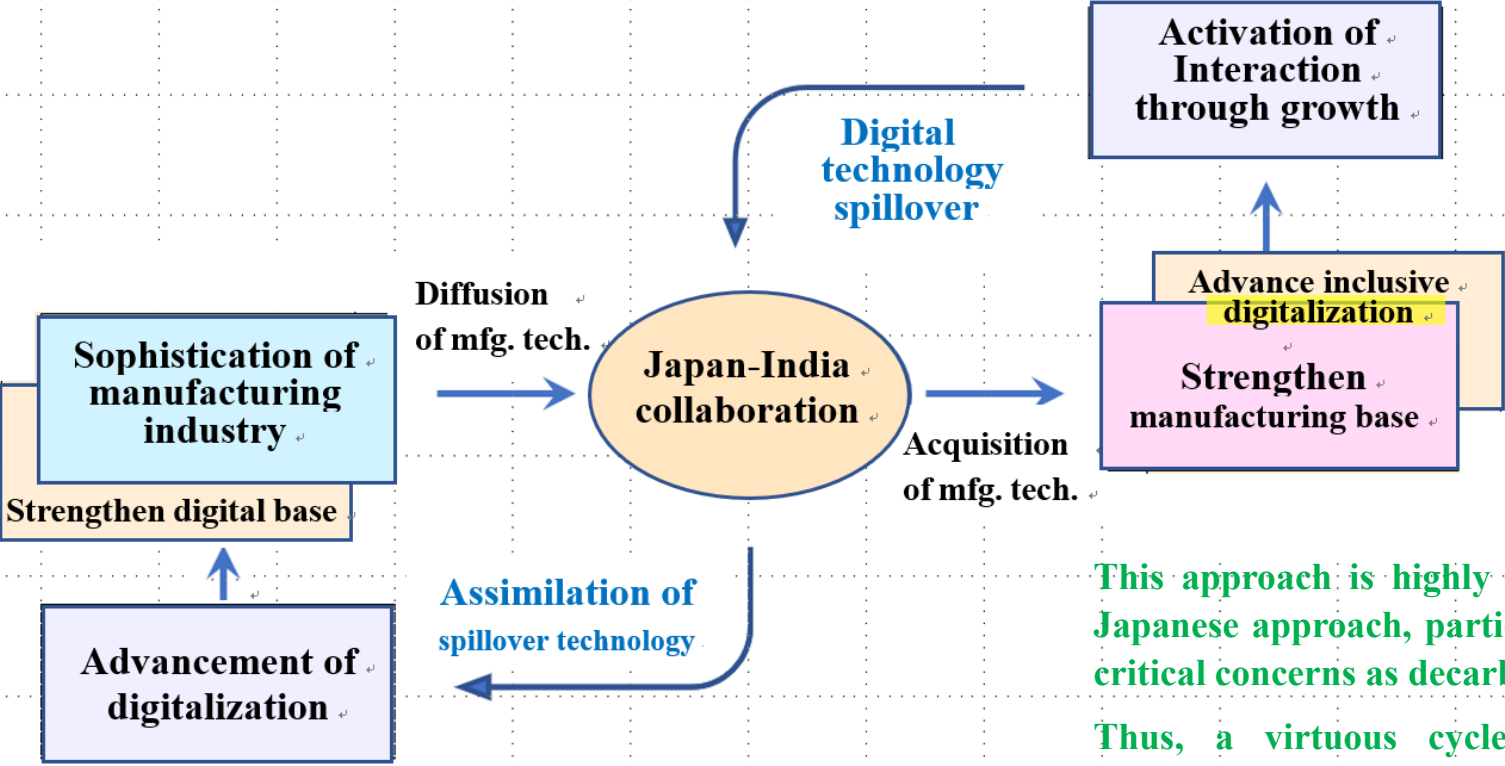 Activation of
Interaction
through growth
Digital
technology
spillover
Advance inclusive
digitalization
Strengthen
manufacturing base
Diffusion
of mfg. tech.
Japan-India
collaboration
Acquisition
of mfg. tech.
Sophistication of
manufacturing
industry
Strengthen digital base
Assimilation of
spillover technology
Advancement of
digitalization
This approach is highly
Japanese approach,
critical concerns as
Thus, a virtuous cycle